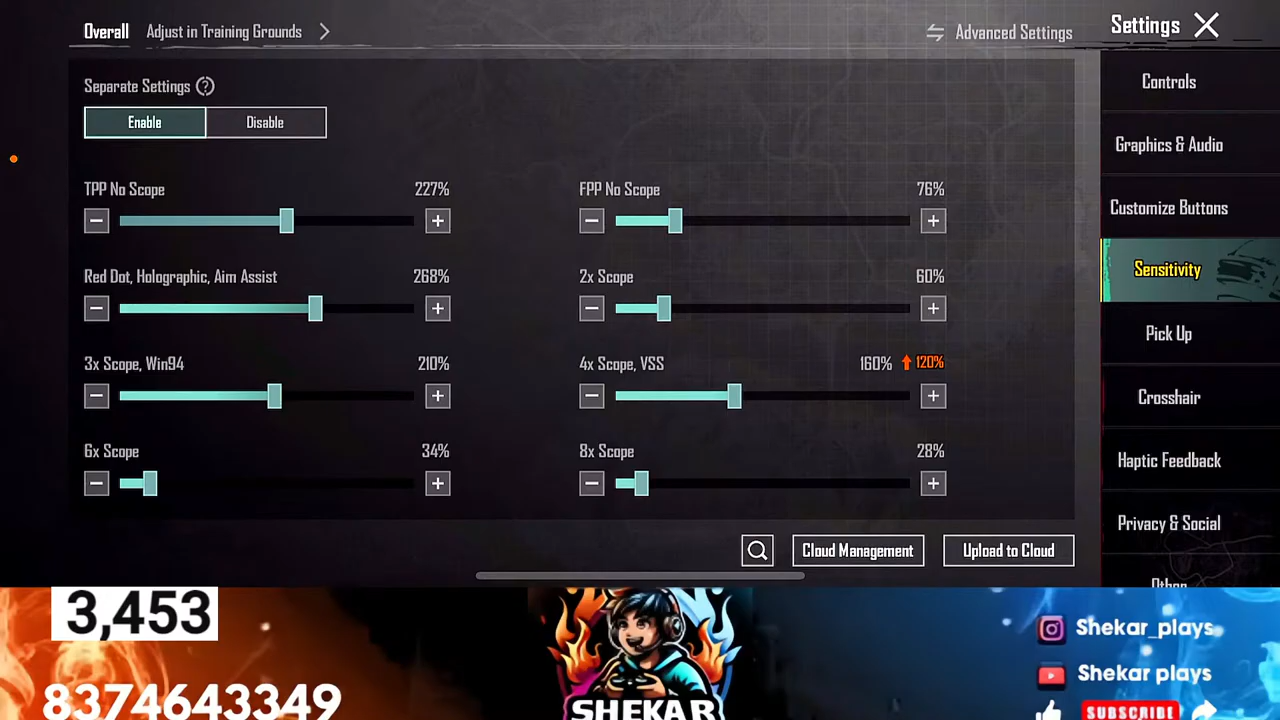 Overall Adjust in Training Grounds
Advanced Settings
Settings
Separate Settings
Enable Disable
TPP No Scope 227%
FPP No Scope 76%
Red Dot, Holographic, Aim Assist 268%
2x Scope 60%
3x Scope, Win94 210%
4x Scope, VSS 160% 120%
6x Scope 34%
8x Scope 28%
Cloud Management Upload to Cloud
Controls
Graphics & Audio
Customize Buttons
Sensitivity
Pick Up
Crosshair
Haptic Feedback
Privacy & Social
Other
3,453
8374643349
SHEKAR
Shekar_plays
Shekar plays
SUBSCRIBE